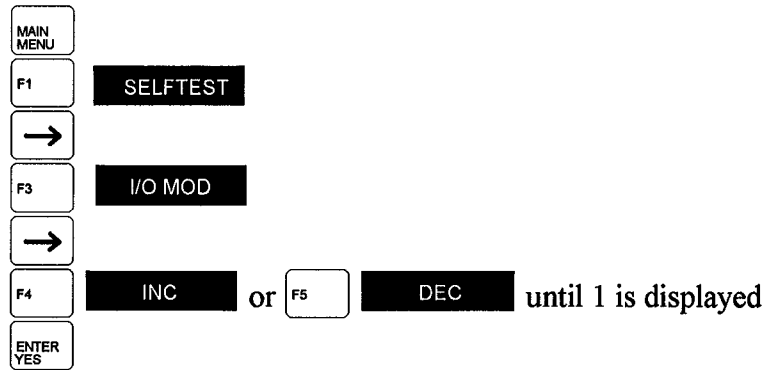 MAIN
MENU
F1 SELFTEST
→
F3 I/O MOD
→
F4 INC or F5 DEC until 1 is displayed
ENTER
YES